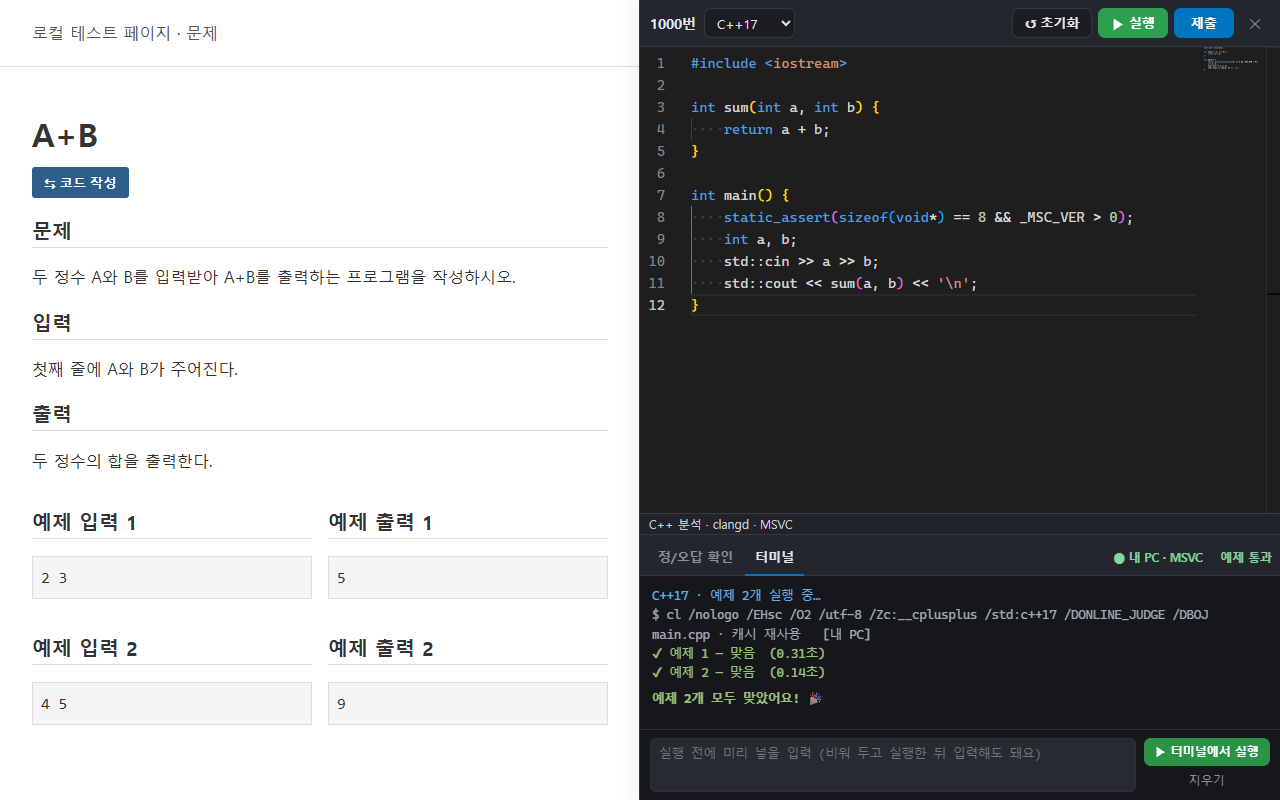 로컬 테스트 페이지 · 문제
A+B
⇆ 코드 작성
문제
두 정수 A와 B를 입력받아 A+B를 출력하는 프로그램을 작성하시오.
입력
첫째 줄에 A와 B가 주어진다.
출력
두 정수의 합을 출력한다.
예제 입력 1
예제 출력 1
2 3
5
예제 입력 2
예제 출력 2
4 5
9
1000번
C++17
↺ 초기화
▶ 실행
제출
×
1 #include <iostream>
2
3 int sum(int a, int b) {
4 ····return a + b;
5 }
6
7 int main() {
8 ····static_assert(sizeof(void*) == 8 && _MSC_VER > 0);
9 ····int a, b;
10 ····std::cin >> a >> b;
11 ····std::cout << sum(a, b) << '\n';
12 }
C++ 분석 · clangd · MSVC
정/오답 확인
터미널
● 내 PC · MSVC
예제 통과
C++17 · 예제 2개 실행 중…
$ cl /nologo /EHsc /O2 /utf-8 /Zc:__cplusplus /std:c++17 /DONLINE_JUDGE /DBOJ
main.cpp · 캐시 재사용 [내 PC]
✓ 예제 1 — 맞음 (0.31초)
✓ 예제 2 — 맞음 (0.14초)
예제 2개 모두 맞았어요! 🎉
실행 전에 미리 넣을 입력 (비워 두고 실행한 뒤 입력해도 돼요)
▶ 터미널에서 실행
지우기